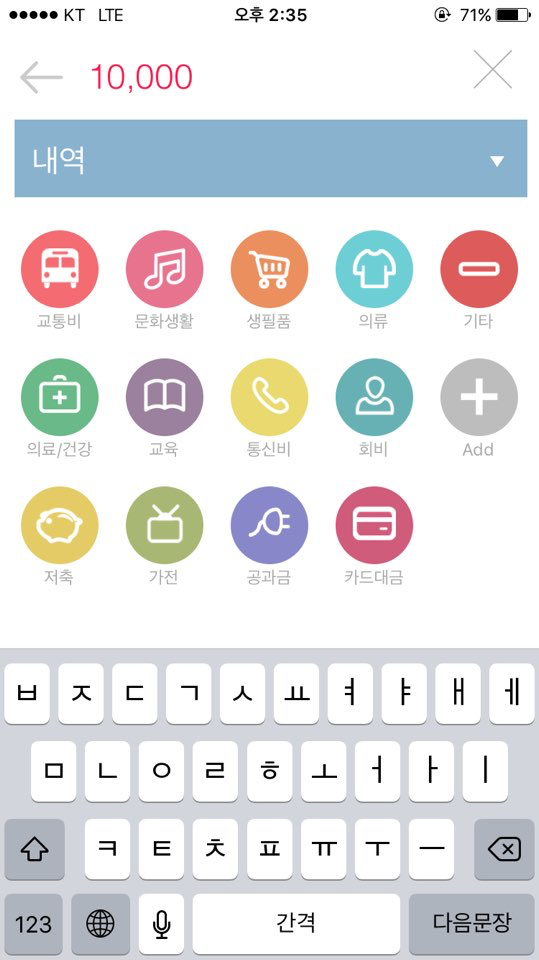 KT LTE 오후 2:35 71%
10,000
내역
교통비 문화생활 생필품 의류 기타
의료/건강 교육 통신비 회비 Add
저축 가전 공과금 카드대금
ㅂ ㅈ ㄷ ㄱ ㅅ ㅛ ㅕ ㅑ ㅐ ㅔ
ㅁ ㄴ ㅇ ㄹ ㅎ ㅗ ㅓ ㅏ ㅣ
ㅋ ㅌ ㅊ ㅍ ㅠ ㅜ ㅡ
123 간격 다음문장